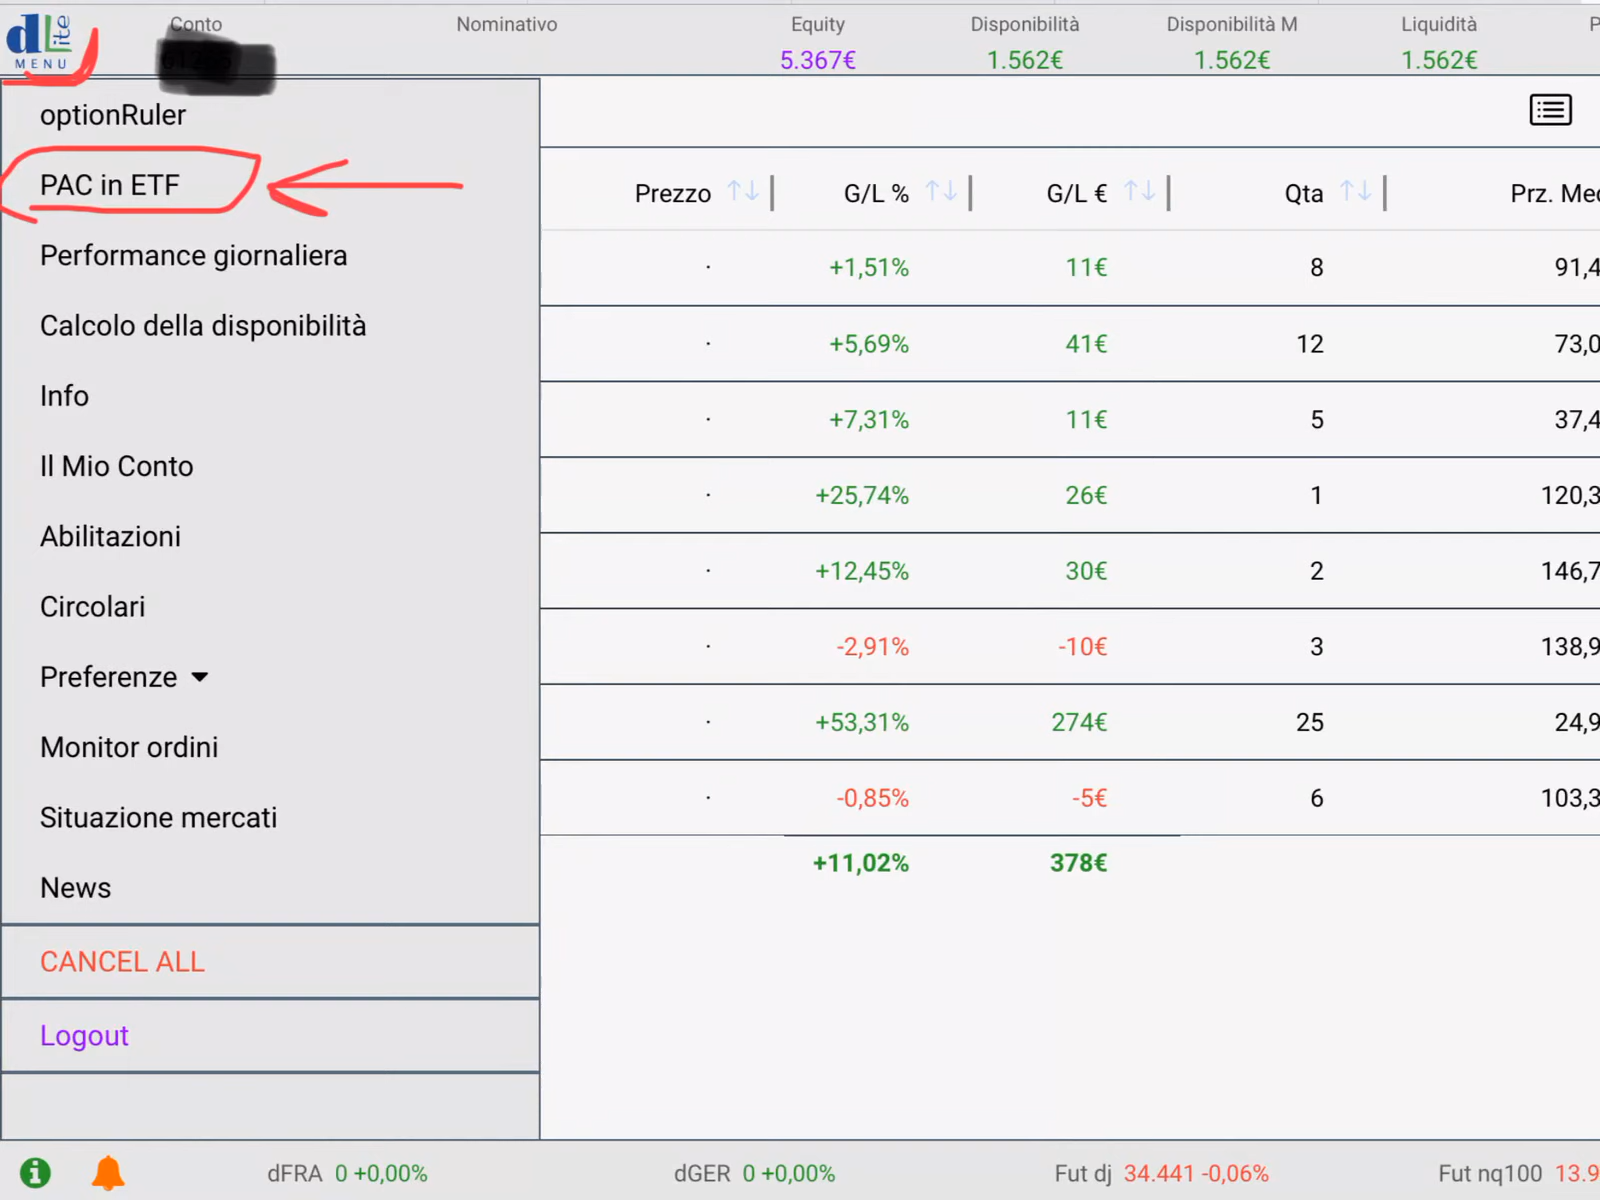 dLite Conto Nominativo Equity Disponibilità Disponibilità M Liquidità P
MENU 5.367€ 1.562€ 1.562€ 1.562€
optionRuler
PAC in ETF
Performance giornaliera
Calcolo della disponibilità
Info
Il Mio Conto
Abilitazioni
Circolari
Preferenze
Monitor ordini
Situazione mercati
News
CANCEL ALL
Logout
Prezzo ↑↓ G/L % ↑↓ G/L € ↑↓ Qta ↑↓ Prz. Med
· +1,51% 11€ 8 91,4
· +5,69% 41€ 12 73,0
· +7,31% 11€ 5 37,4
· +25,74% 26€ 1 120,3
· +12,45% 30€ 2 146,7
· -2,91% -10€ 3 138,9
· +53,31% 274€ 25 24,9
· -0,85% -5€ 6 103,3
+11,02% 378€
dFRA 0 +0,00% dGER 0 +0,00% Fut dj 34.441 -0,06% Fut nq100 13.9